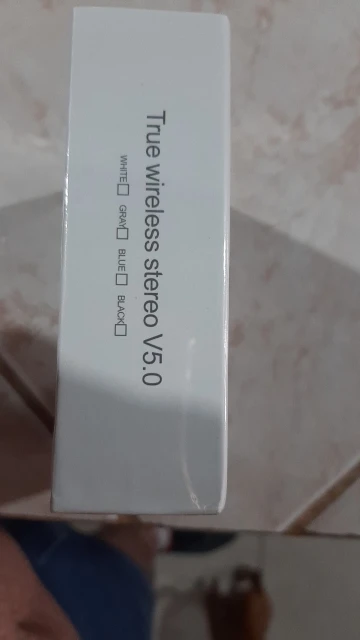 True wireless stereo V5.0
WHITE☐ GRAY☐ BLUE☐ BLACK☐